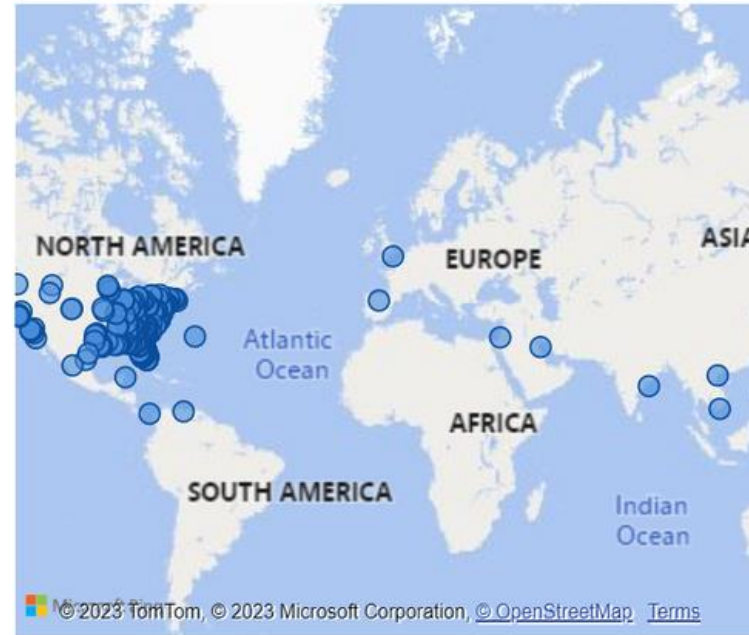 NORTH AMERICA
EUROPE
ASIA
Atlantic
Ocean
AFRICA
SOUTH AMERICA
Indian
Ocean
© 2023 TomTom, © 2023 Microsoft Corporation, © OpenStreetMap Terms